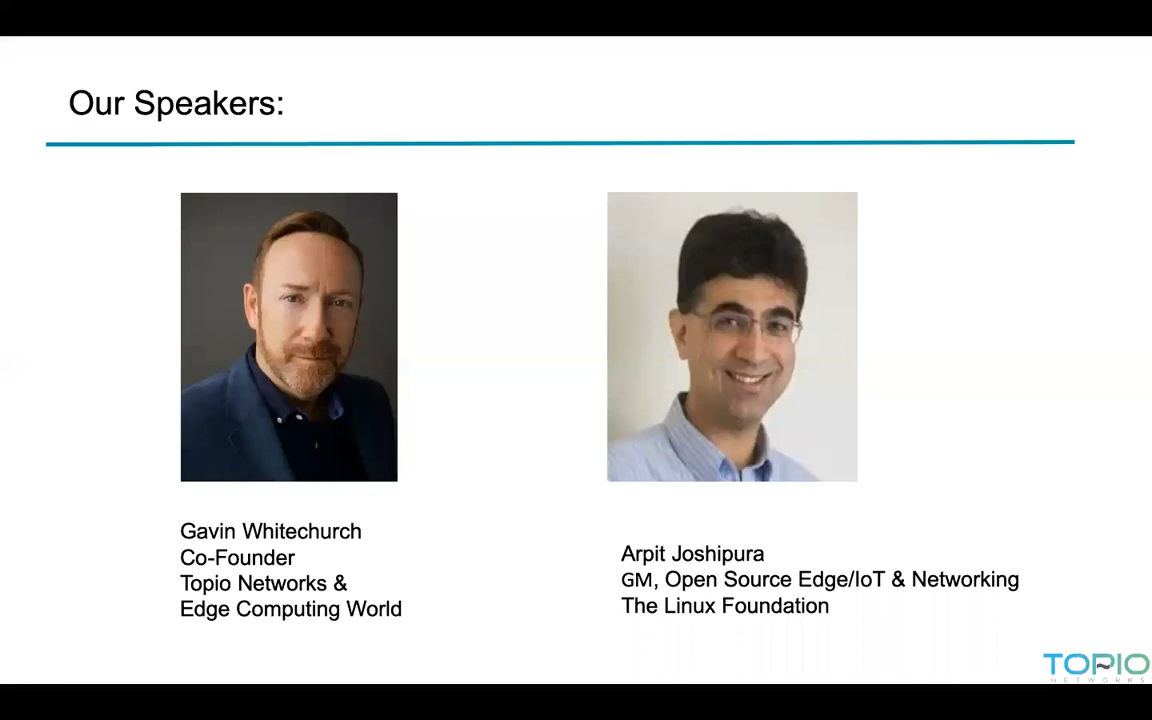 Our Speakers:
Gavin Whitechurch
Co-Founder
Topio Networks &
Edge Computing World
Arpit Joshipura
GM, Open Source Edge/IoT & Networking
The Linux Foundation
TOPIO
NETWORKS